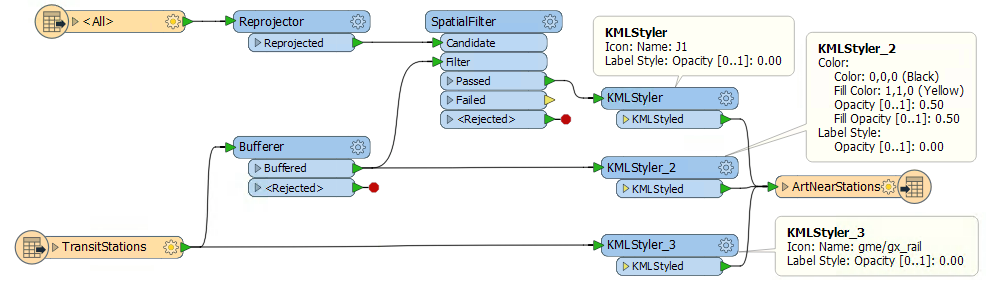 <All>
Reprojector
Reprojected
SpatialFilter
Candidate
Filter
Passed
Failed
<Rejected>
KMLStyler
Icon: Name: J1
Label Style: Opacity [0..1]: 0.00
KMLStyler_2
Color:
Color: 0,0,0 (Black)
Fill Color: 1,1,0 (Yellow)
Opacity [0..1]: 0.50
Fill Opacity [0..1]: 0.50
Label Style:
Opacity [0..1]: 0.00
KMLStyler
KMLStyled
Bufferer
Buffered
<Rejected>
KMLStyler_2
KMLStyled
ArtNearStations
TransitStations
KMLStyler_3
KMLStyled
KMLStyler_3
Icon: Name: gme/gx_rail
Label Style: Opacity [0..1]: 0.00